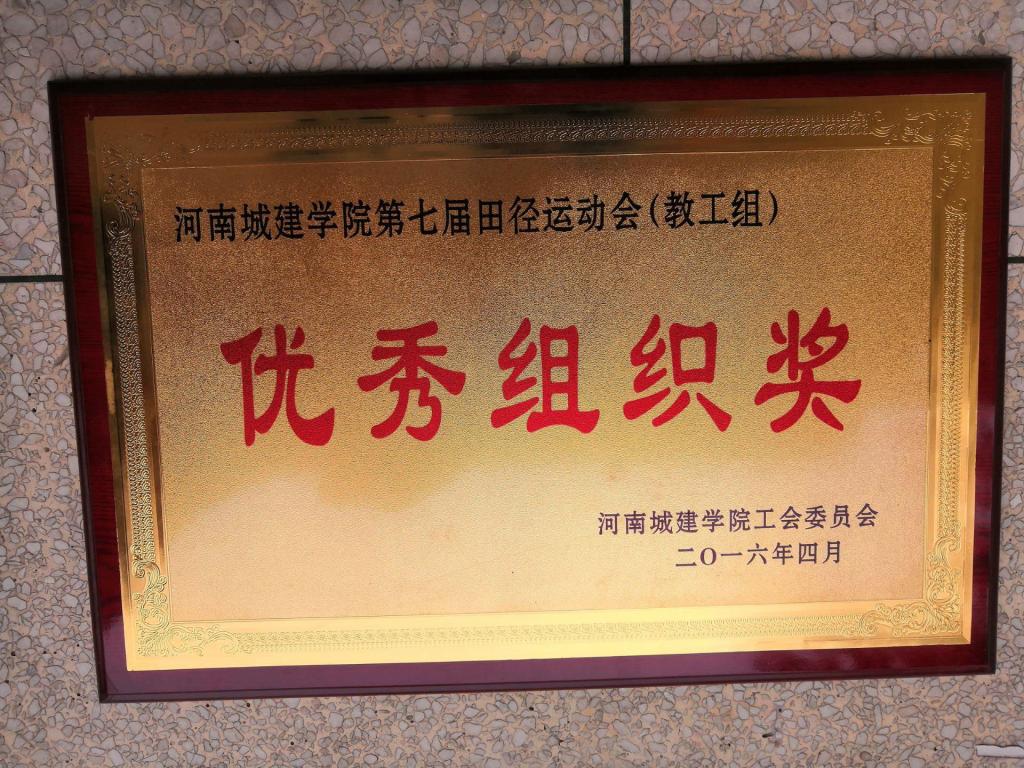 河南城建学院第七届田径运动会(教工组)
优秀组织奖
河南城建学院工会委员会
二〇一六年四月